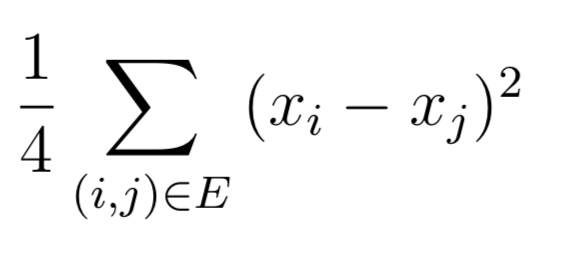 \frac{1}{4} \sum_{(i,j) \in E} (x_i - x_j)^2